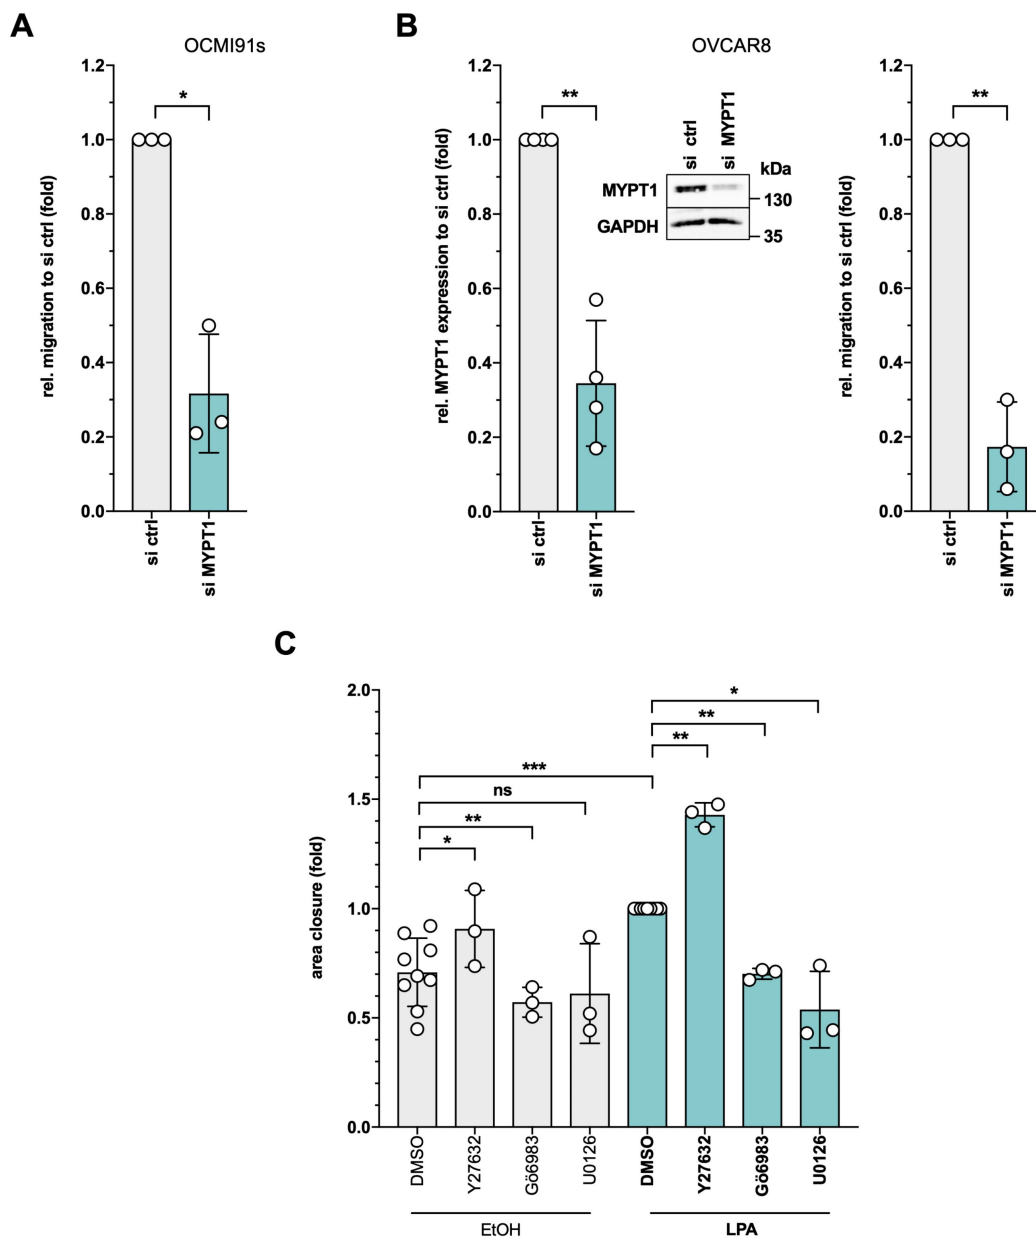 A
OCMI91s
rel. migration to si ctrl (fold)
1.2
1.0
0.8
0.6
0.4
0.2
0.0
*
si ctrl
si MYPT1
B
OVCAR8
rel. MYPT1 expression to si ctrl (fold)
1.2
1.0
0.8
0.6
0.4
0.2
0.0
**
si ctrl
si MYPT1
si ctrl
si MYPT1
kDa
MYPT1
130
GAPDH
35
rel. migration to si ctrl (fold)
1.2
1.0
0.8
0.6
0.4
0.2
0.0
**
si ctrl
si MYPT1
C
area closure (fold)
2.0
1.5
1.0
0.5
0.0
*
**
**
***
ns
**
*
DMSO
Y27632
Gö6983
U0126
DMSO
Y27632
Gö6983
U0126
EtOH
LPA